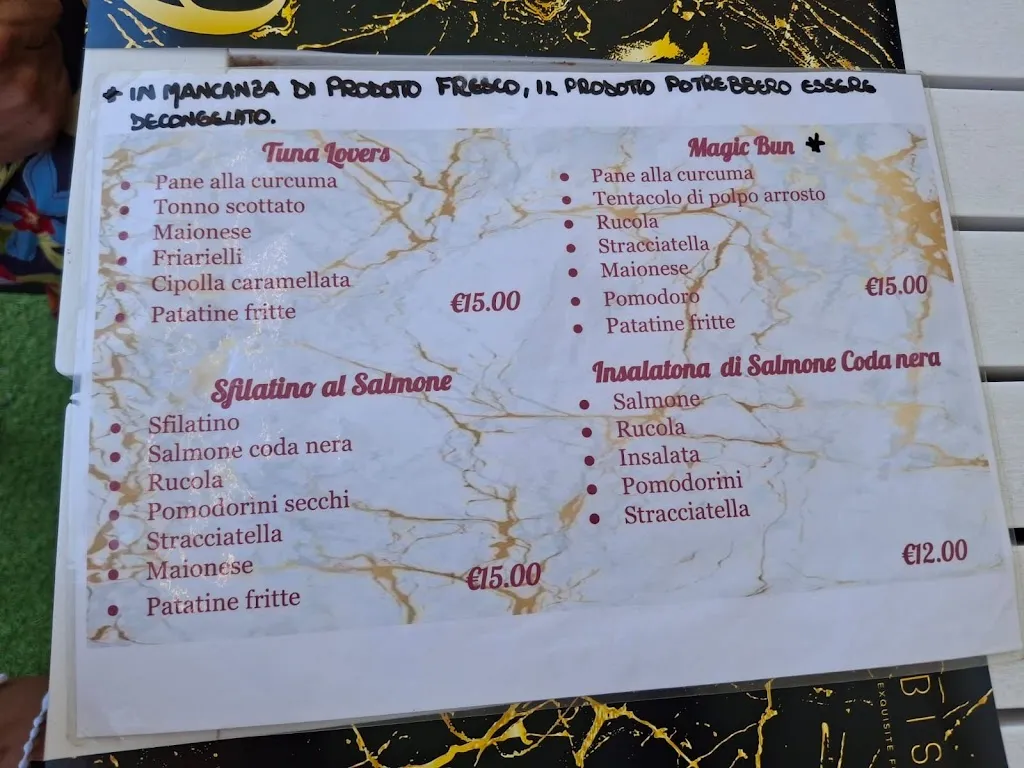 * IN MANCANZA DI PRODOTTO FRESCO, IL PRODOTTO POTREBBERO ESSERE
DECONGELATO.
Tuna Lovers
Pane alla curcuma
Tonno scottato
Maionese
Friarielli
Cipolla caramellata
Patatine fritte
€15.00
Magic Bun *
Pane alla curcuma
Tentacolo di polpo arrosto
Rucola
Stracciatella
Maionese
Pomodoro
Patatine fritte
€15.00
Sfilatino al Salmone
Sfilatino
Salmone coda nera
Rucola
Pomodorini secchi
Stracciatella
Maionese
Patatine fritte
€15.00
Insalatona di Salmone Coda nera
Salmone
Rucola
Insalata
Pomodorini
Stracciatella
€12.00
BIS
EXQUISITE F